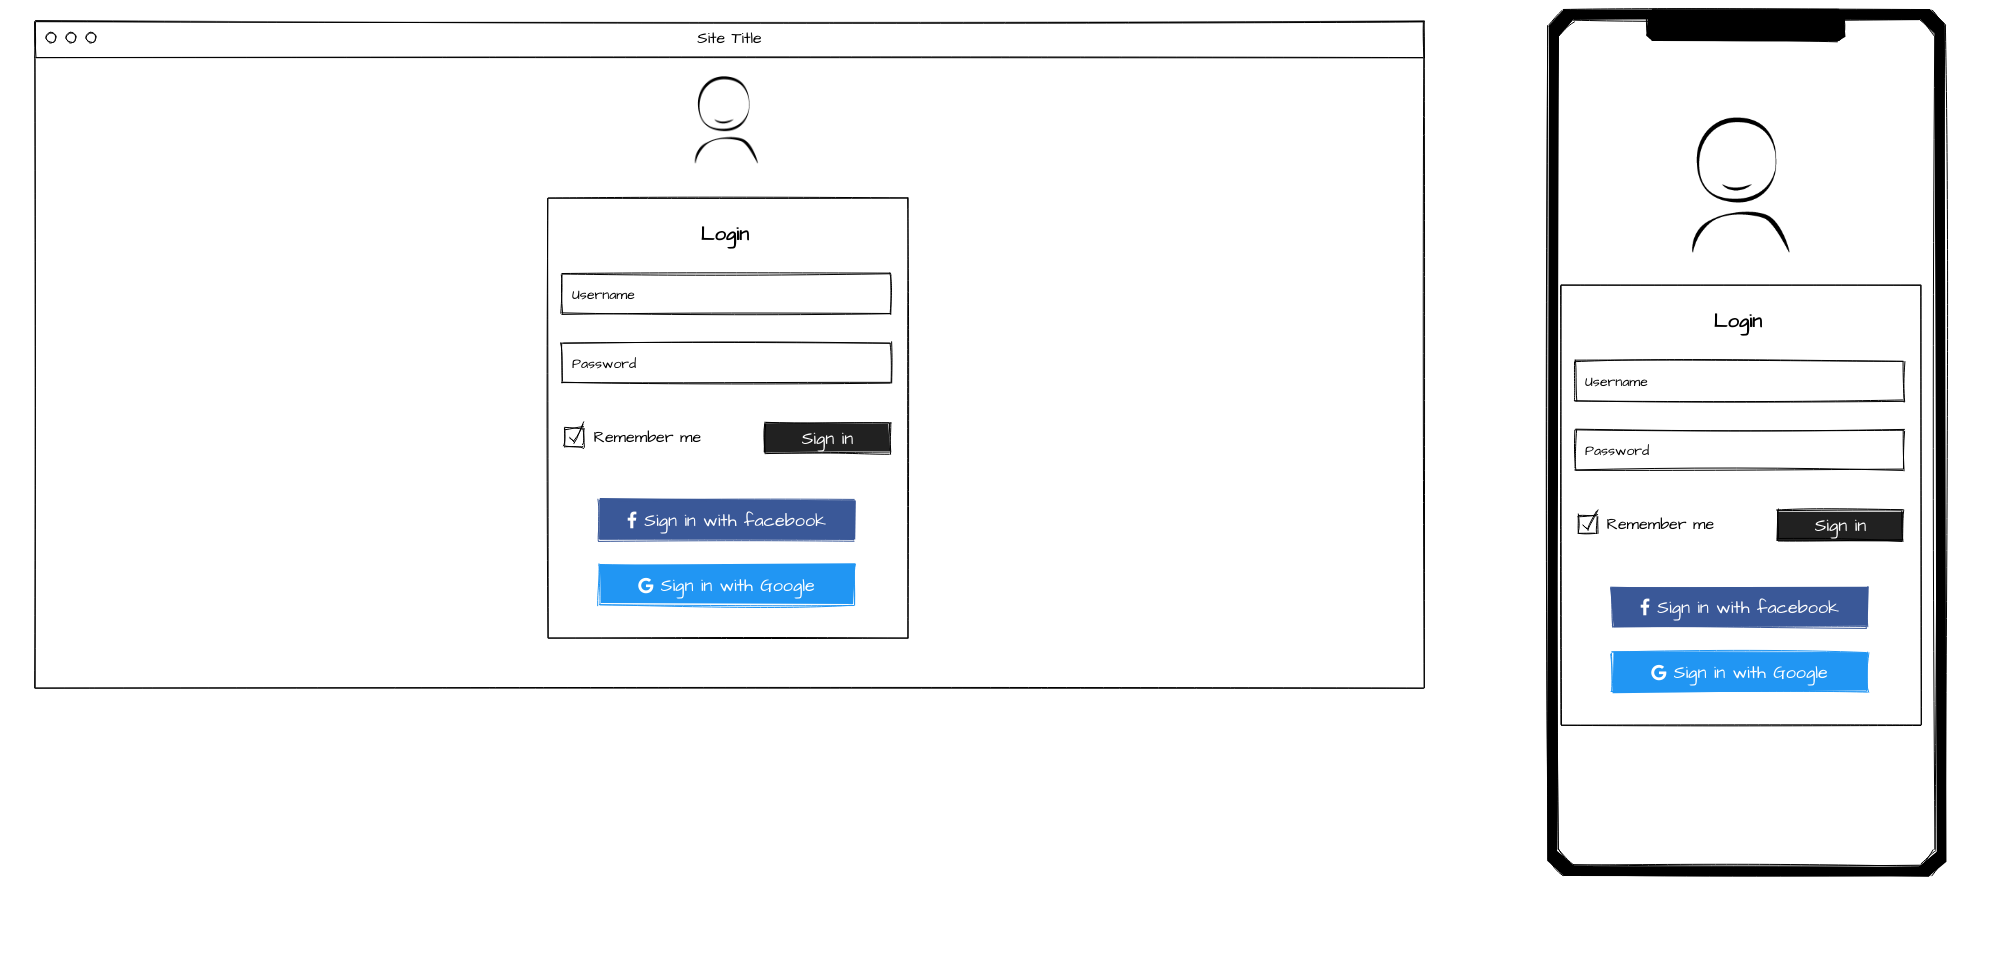 Site Title
Login
Username
Password
Remember me
Sign in
Sign in with facebook
Sign in with Google
Login
Username
Password
Remember me
Sign in
Sign in with facebook
Sign in with Google